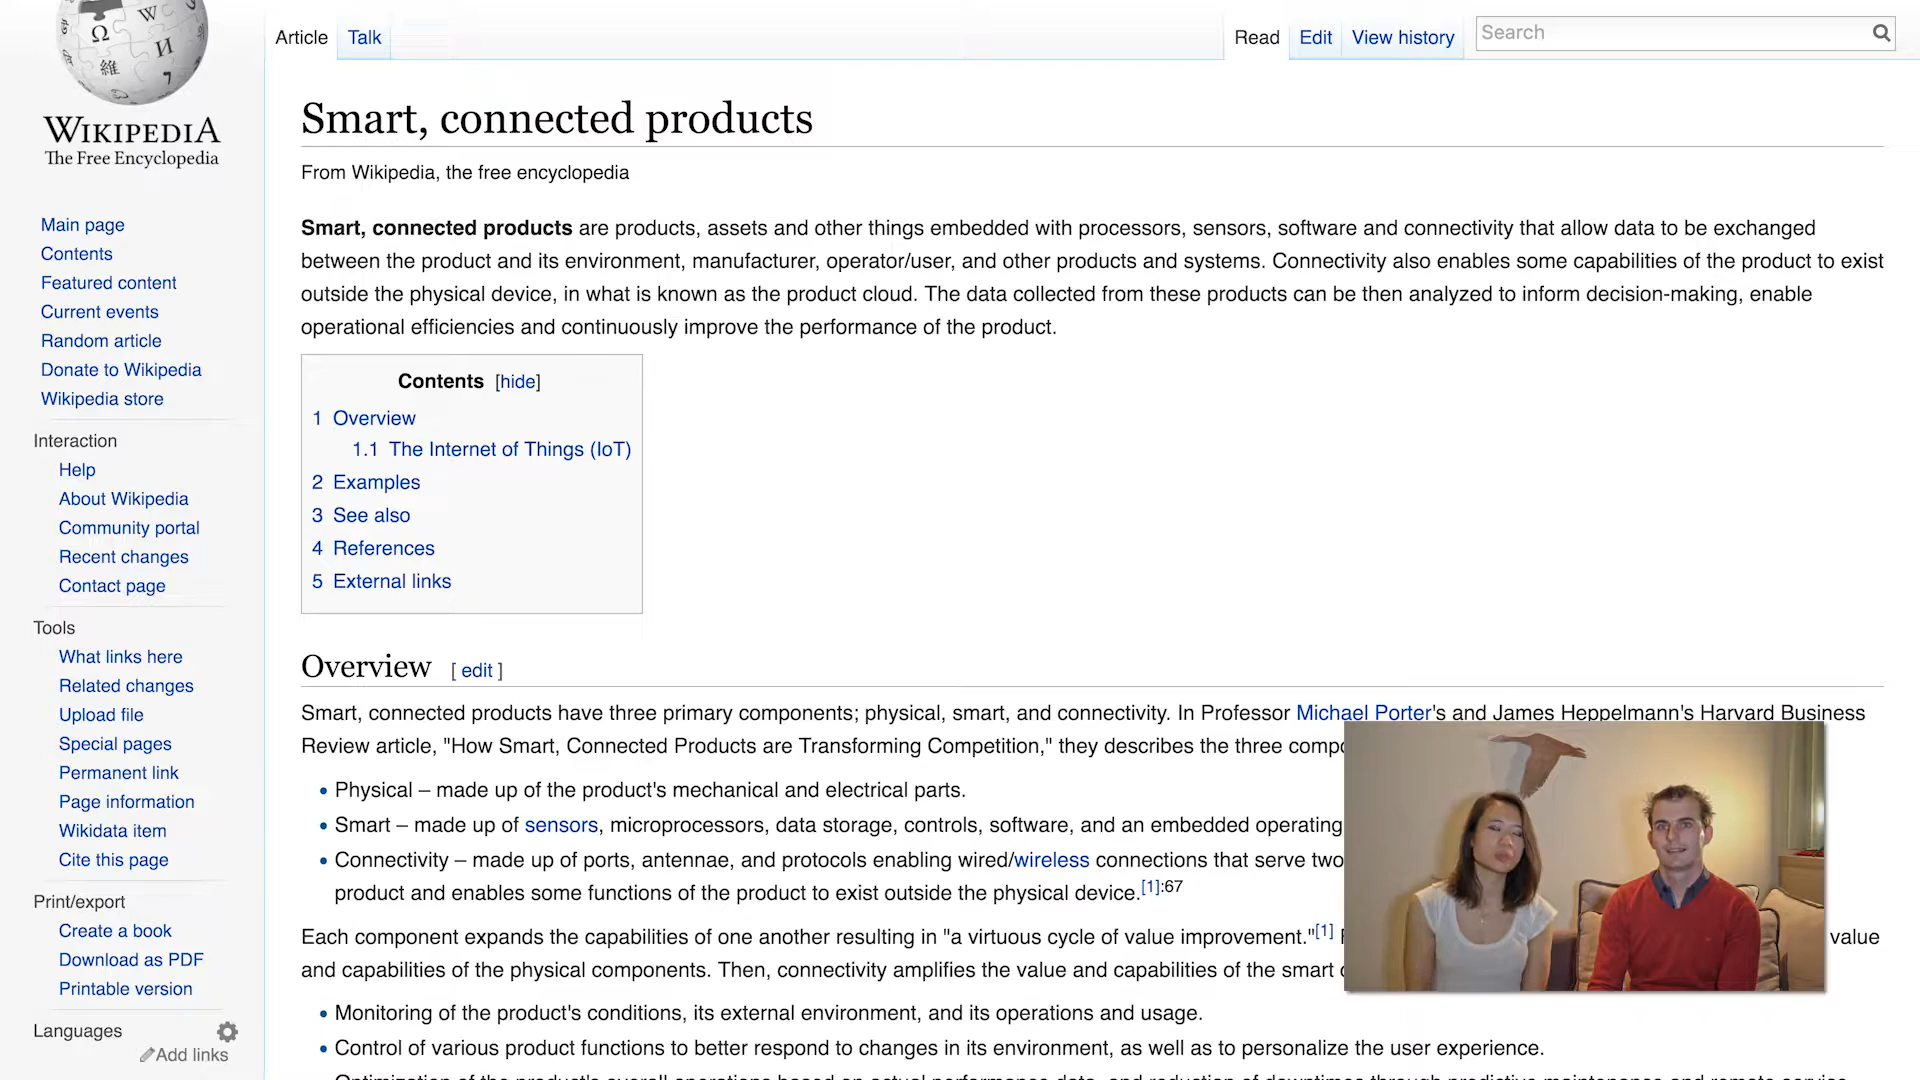 Ω W И 維 7
WIKIPEDIA
The Free Encyclopedia
Main page
Contents
Featured content
Current events
Random article
Donate to Wikipedia
Wikipedia store
Interaction
Help
About Wikipedia
Community portal
Recent changes
Contact page
Tools
What links here
Related changes
Upload file
Special pages
Permanent link
Page information
Wikidata item
Cite this page
Print/export
Create a book
Download as PDF
Printable version
Languages
Add links
Article Talk Read Edit View history Search
Smart, connected products
From Wikipedia, the free encyclopedia
Smart, connected products are products, assets and other things embedded with processors, sensors, software and connectivity that allow data to be exchanged
between the product and its environment, manufacturer, operator/user, and other products and systems. Connectivity also enables some capabilities of the product to exist
outside the physical device, in what is known as the product cloud. The data collected from these products can be then analyzed to inform decision-making, enable
operational efficiencies and continuously improve the performance of the product.
Contents [hide]
1 Overview
1.1 The Internet of Things (IoT)
2 Examples
3 See also
4 References
5 External links
Overview [ edit ]
Smart, connected products have three primary components; physical, smart, and connectivity. In Professor Michael Porter's and James Heppelmann's Harvard Business
Review article, "How Smart, Connected Products are Transforming Competition," they describes the three
• Physical – made up of the product's mechanical and electrical parts.
• Smart – made up of sensors, microprocessors, data storage, controls, software, and an embedded operating
• Connectivity – made up of ports, antennae, and protocols enabling wired/wireless connections that serve two
product and enables some functions of the product to exist outside the physical device.[1]:67
Each component expands the capabilities of one another resulting in "a virtuous cycle of value improvement."[1] value
and capabilities of the physical components. Then, connectivity amplifies the value and capabilities of the smart
• Monitoring of the product's conditions, its external environment, and its operations and usage.
• Control of various product functions to better respond to changes in its environment, as well as to personalize the user experience.